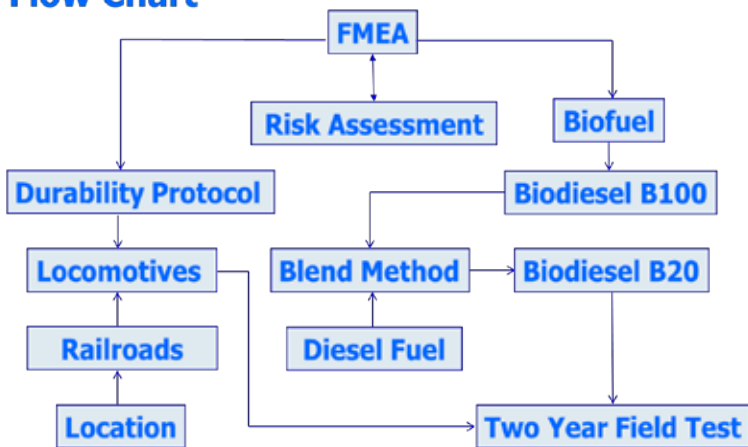 Flow Chart
FMEA
Risk Assessment
Biofuel
Durability Protocol
Biodiesel B100
Locomotives
Blend Method
Biodiesel B20
Railroads
Diesel Fuel
Location
Two Year Field Test